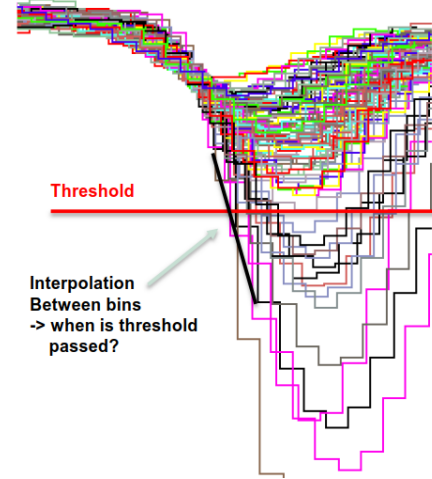 Threshold
Interpolation
Between bins
-> when is threshold
passed?